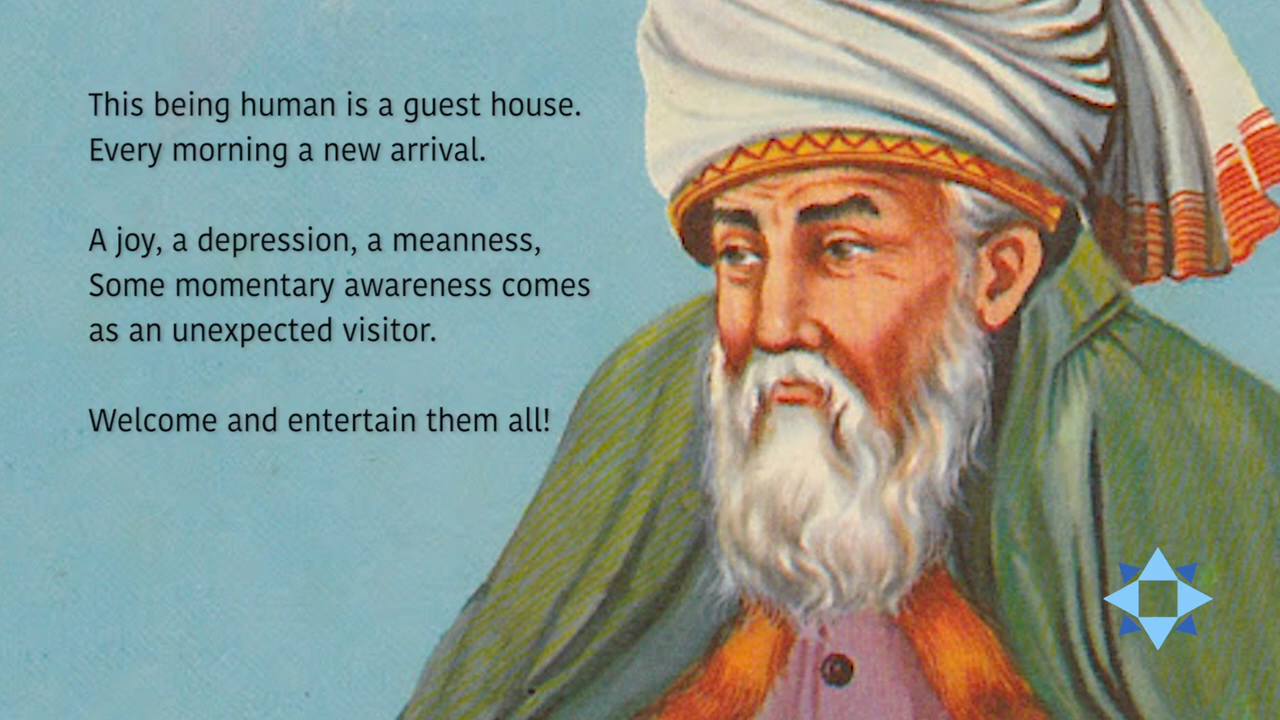 This being human is a guest house.
Every morning a new arrival.
A joy, a depression, a meanness,
Some momentary awareness comes
as an unexpected visitor.
Welcome and entertain them all!